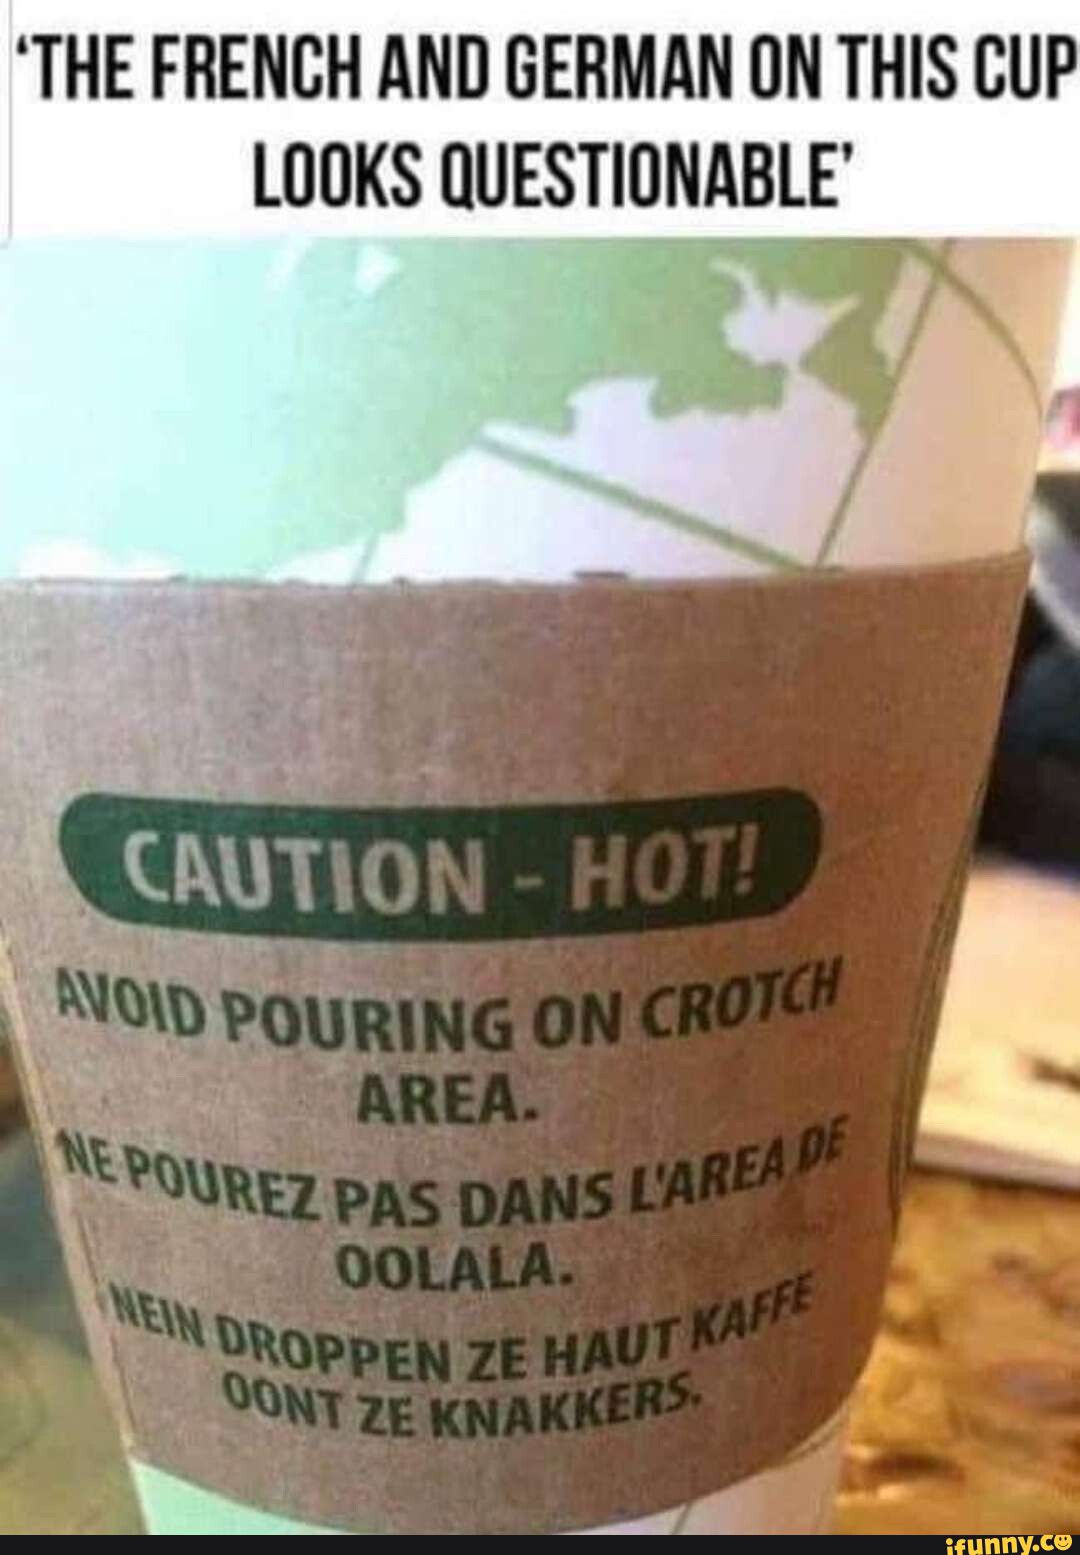 'THE FRENCH AND GERMAN ON THIS CUP
LOOKS QUESTIONABLE'
CAUTION - HOT!
AVOID POURING ON CROTCH
AREA.
NE POUREZ PAS DANS L'AREA DE
OOLALA.
NEIN DROPPEN ZE HAUT KAFFE
OONT ZE KNAKKERS.
ifunny.co